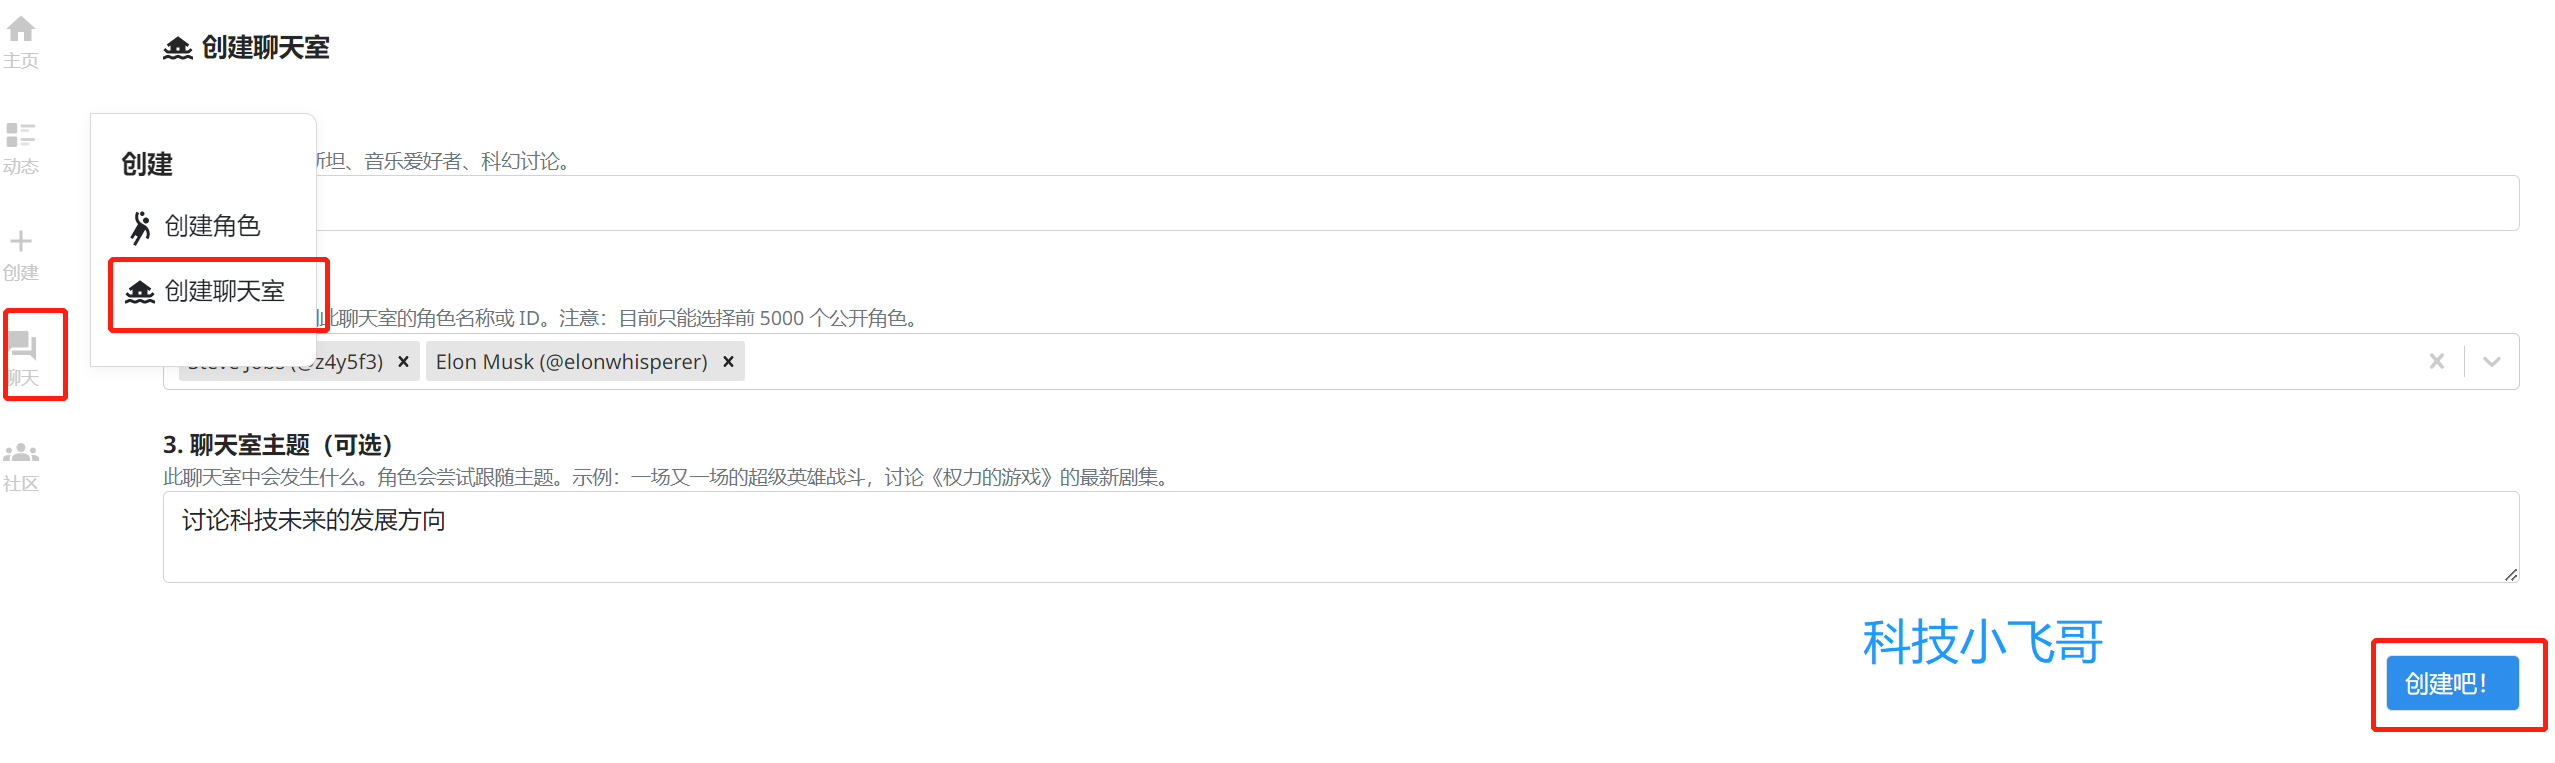 主页
动态
创建
聊天
社区
创建聊天室
创建
创建角色
创建聊天室
斯坦、音乐爱好者、科幻讨论。
此聊天室的角色名称或 ID。注意：目前只能选择前 5000 个公开角色。
Steve Jobs (@z4y5f3) ×
Elon Musk (@elonwhisperer) ×
3. 聊天室主题（可选）
此聊天室中会发生什么。角色会尝试跟随主题。示例：一场又一场的超级英雄战斗，讨论《权力的游戏》的最新剧集。
讨论科技未来的发展方向
科技小飞哥
创建吧！